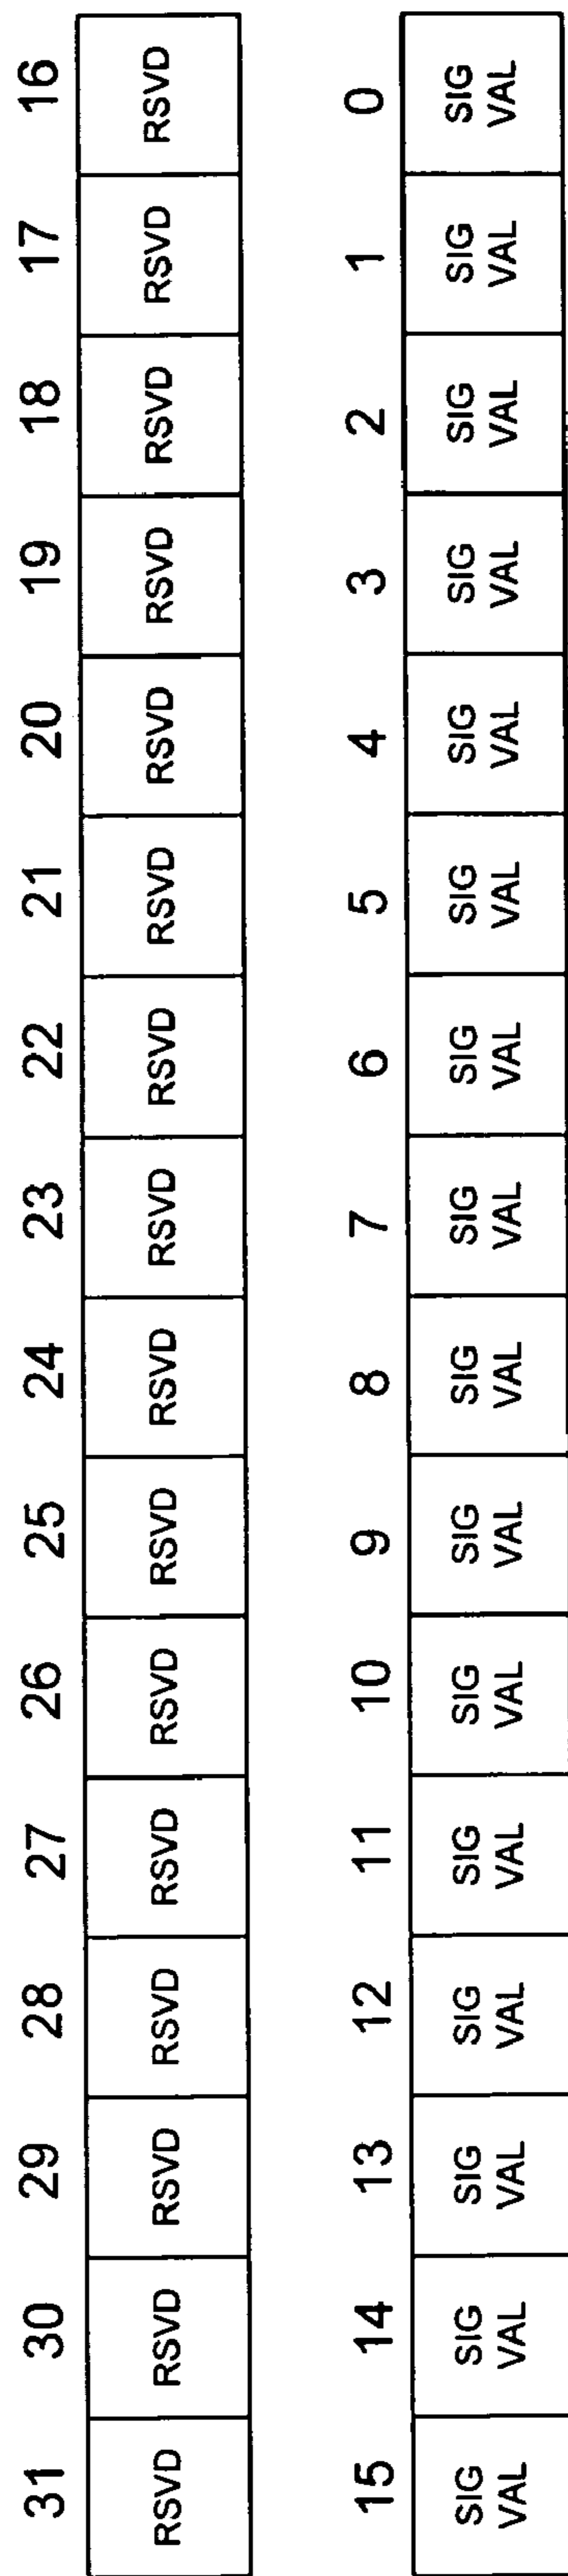 31 30 29 28 27 26 25 24 23 22 21 20 19 18 17 16
RSVD RSVD RSVD RSVD RSVD RSVD RSVD RSVD RSVD RSVD RSVD RSVD RSVD RSVD RSVD RSVD
15 14 13 12 11 10 9 8 7 6 5 4 3 2 1 0
SIG SIG SIG SIG SIG SIG SIG SIG SIG SIG SIG SIG SIG SIG SIG SIG
VAL VAL VAL VAL VAL VAL VAL VAL VAL VAL VAL VAL VAL VAL VAL VAL